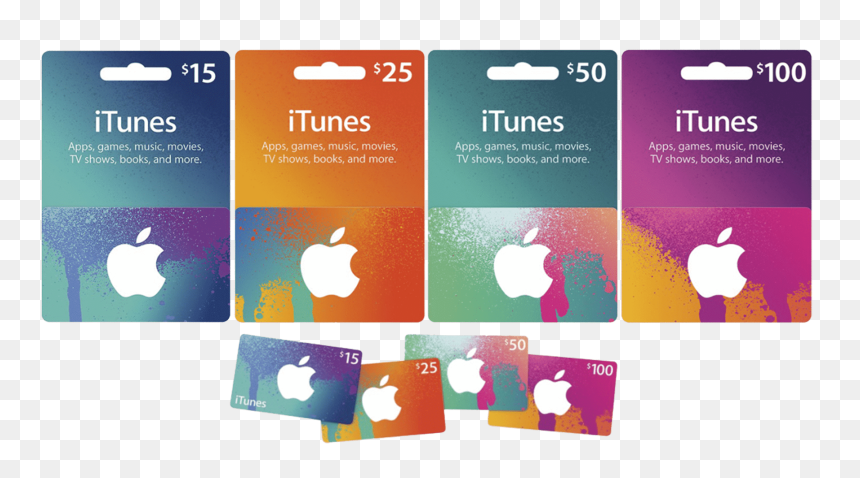 $15
iTunes
Apps, games, music, movies,
TV shows, books, and more.
$25
iTunes
Apps, games, music, movies,
TV shows, books, and more.
$50
iTunes
Apps, games, music, movies,
TV shows, books, and more.
$100
iTunes
Apps, games, music, movies,
TV shows, books, and more.
$15
iTunes
$25
$50
$100